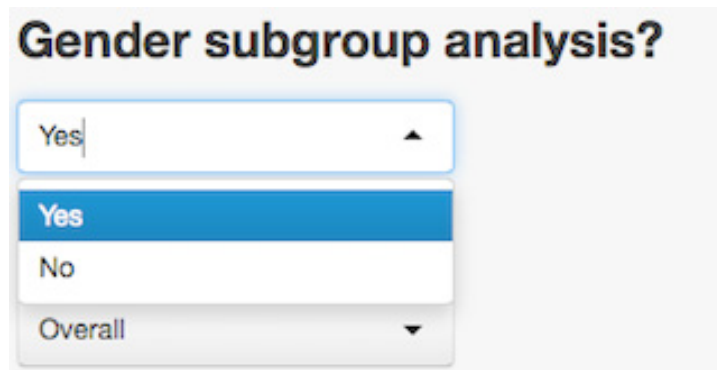 Gender subgroup analysis?
Yes
Yes
No
Overall